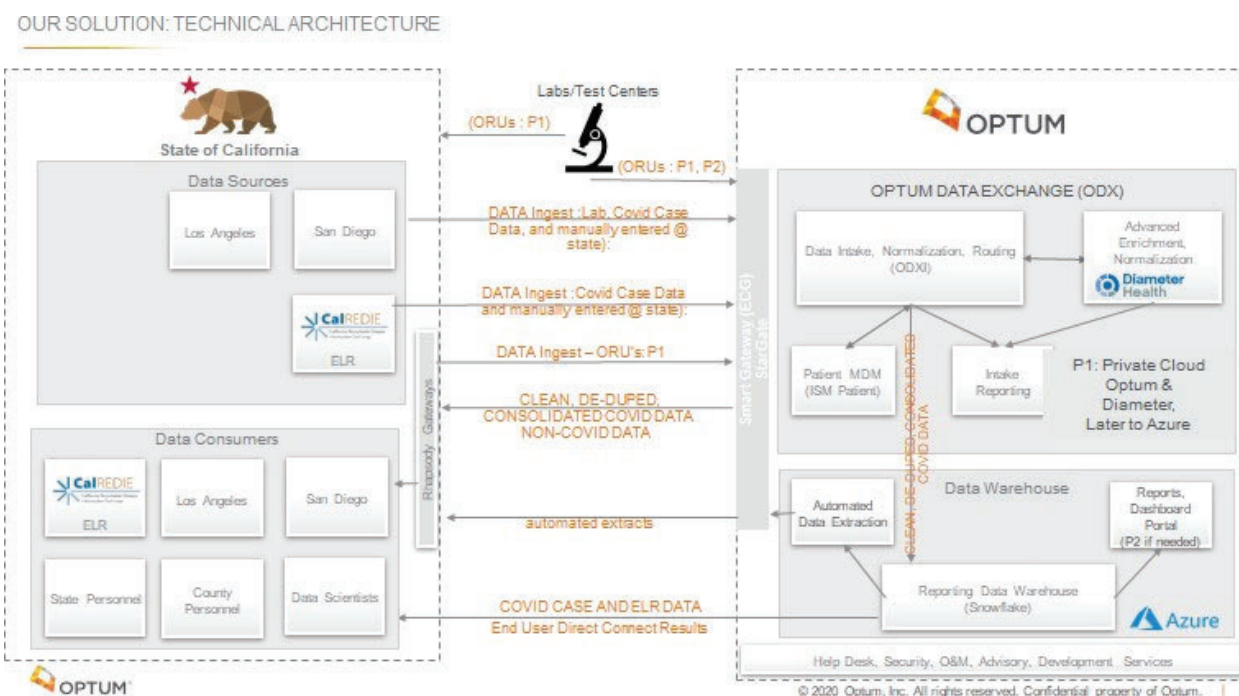 OUR SOLUTION: TECHNICAL ARCHITECTURE
State of California
Data Sources
Los Angeles
San Diego
CalREDIE
ELR
Data Consumers
CalREDIE
ELR
Los Angeles
San Diego
State Personnel
County
Personnel
Data Scientists
Rhapsody Gateways
Labs/Test Centers
(ORUs : P1)
(ORUs : P1, P2)
DATA Ingest :Lab, Covid Case
Data, and manually entered @
state):
DATA Ingest :Covid Case Data
and manually entered @ state):
DATA Ingest – ORU's: P1
CLEAN, DE-DUPED,
CONSOLIDATED COVID DATA
NON-COVID DATA
automated extracts
COVID CASE AND ELR DATA
End User Direct Connect Results
Smart Gateway (ECG)
StarGate
OPTUM
OPTUM DATA EXCHANGE (ODX)
Data Intake, Normalization, Routing
(ODXI)
Advanced
Enrichment,
Normalization
Diameter
Health
Patient MDM
(ISM Patient)
Intake
Reporting
P1: Private Cloud
Optum &
Diameter,
Later to Azure
CLEAN, DE-DUPED, CONSOLIDATED
COVID DATA
Data Warehouse
Automated
Data Extraction
Reports,
Dashboard
Portal
(P2 if needed)
Reporting Data Warehouse
(Snowflake)
Azure
Help Desk, Security, O&M, Advisory, Development Services
OPTUM
© 2020 Optum, Inc. All rights reserved. Confidential property of Optum.